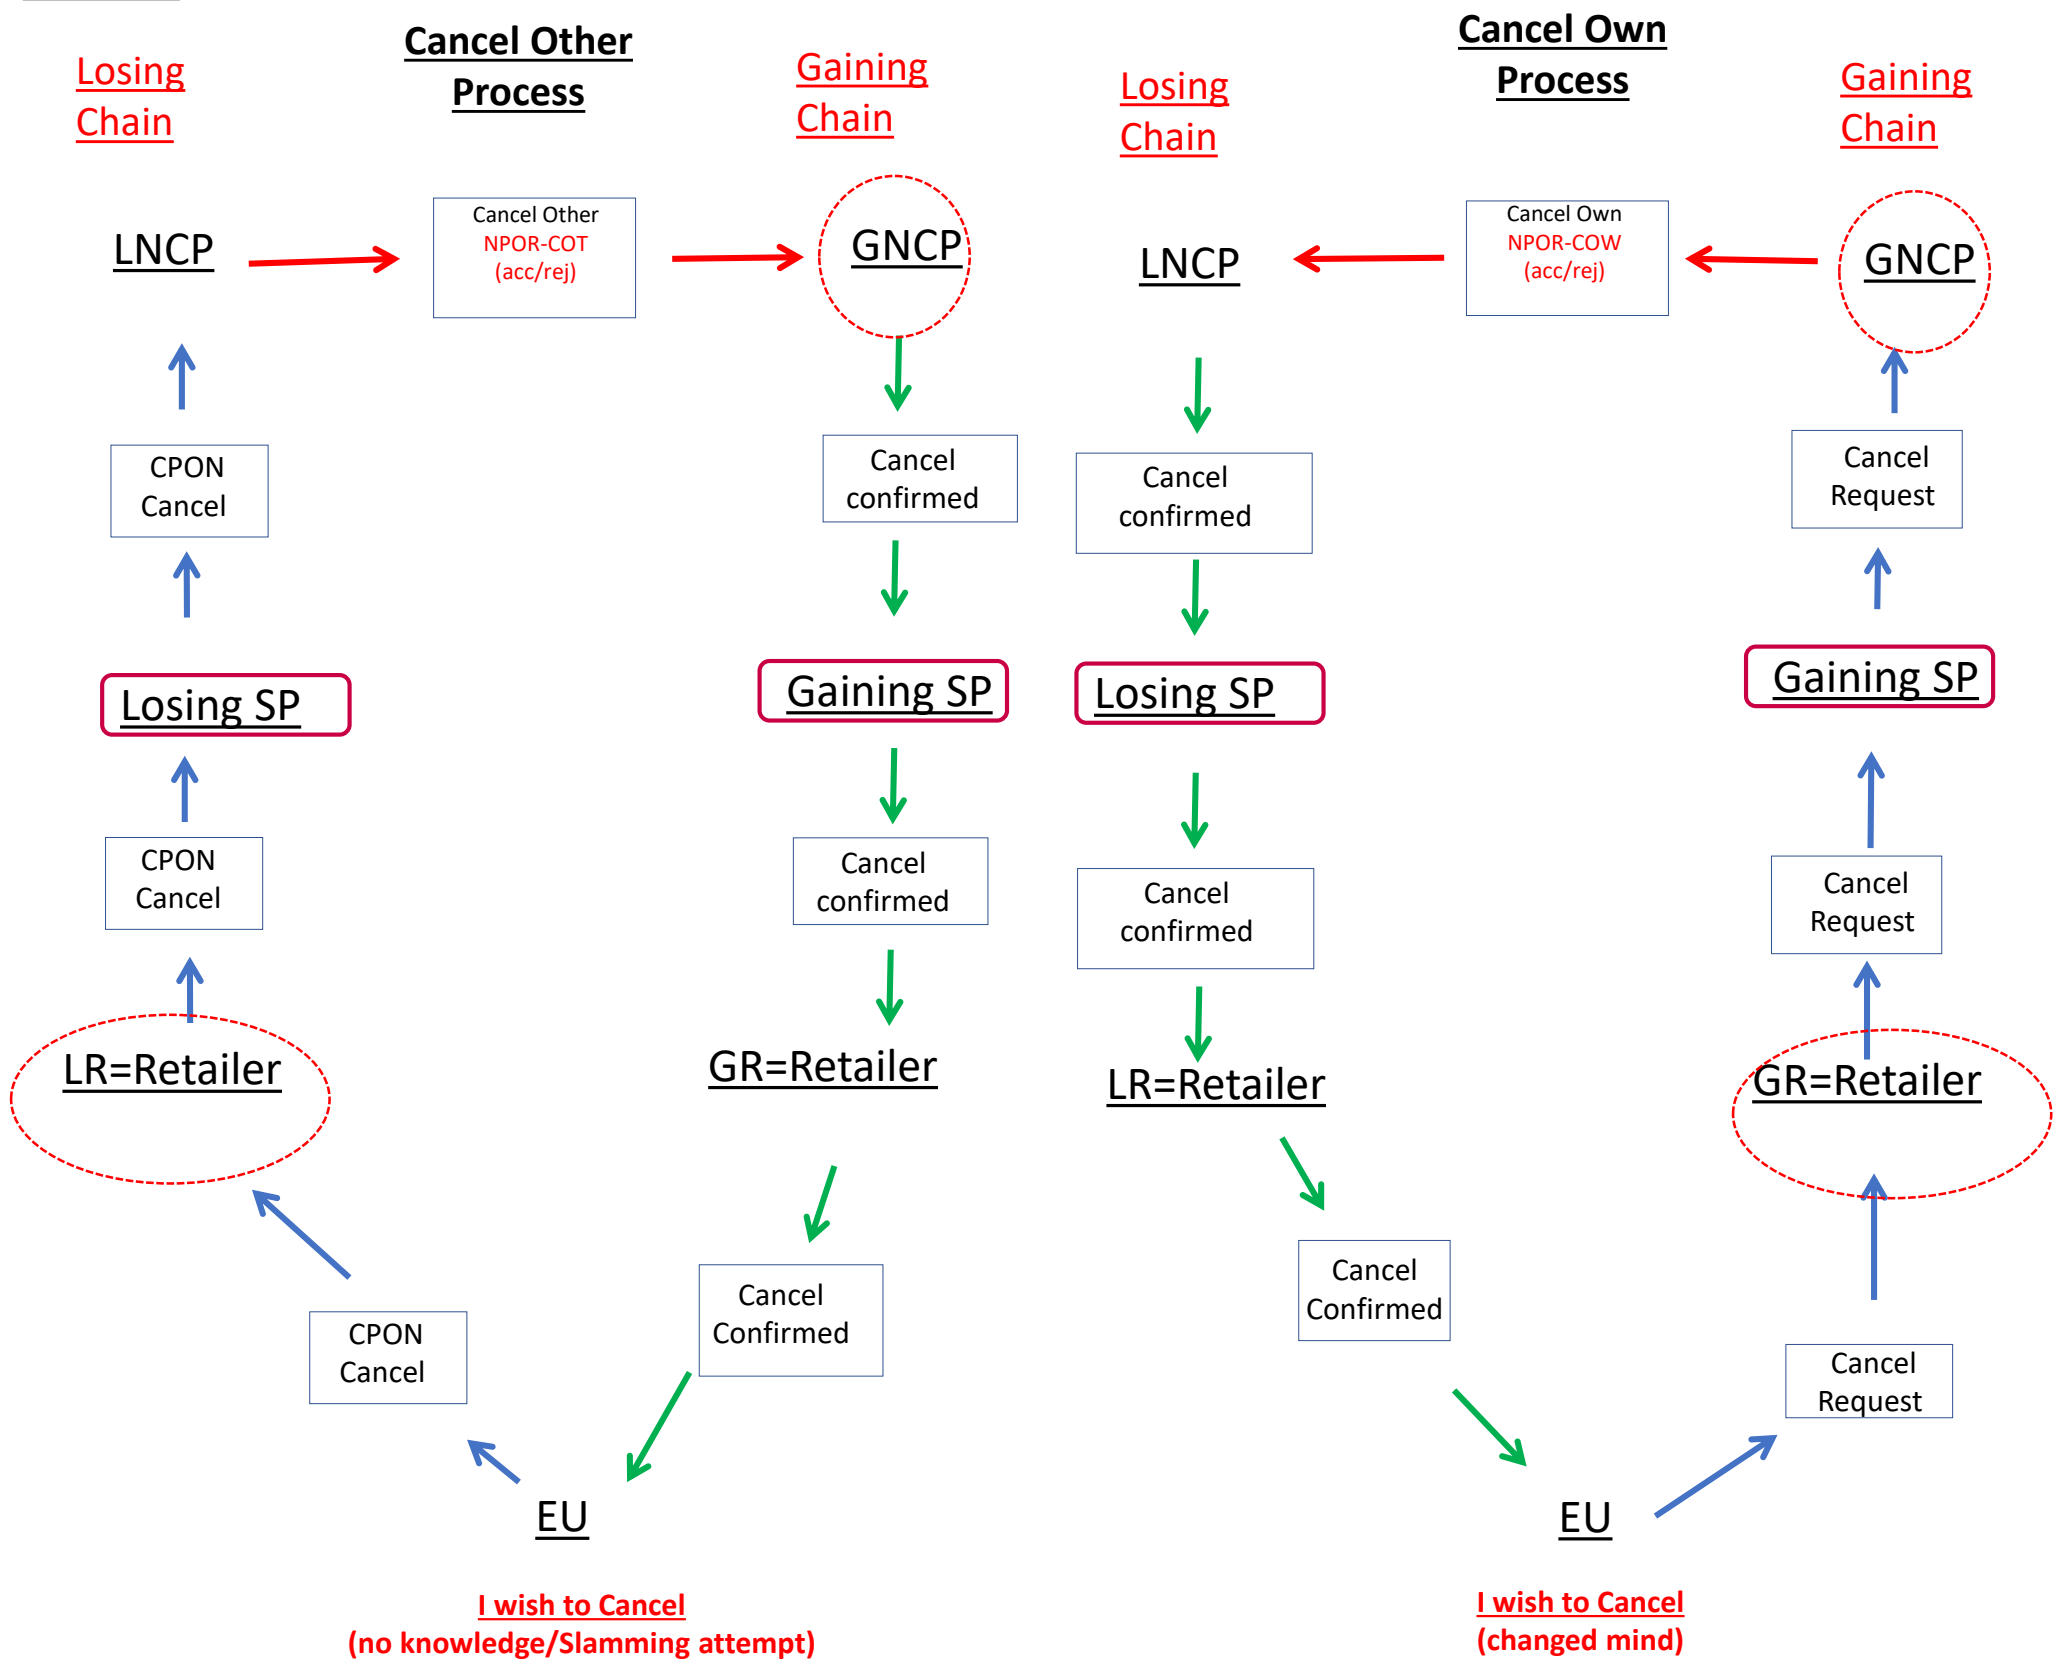 Cancel Other
Process
Losing
Chain
Gaining
Chain
LNCP
Cancel Other
NPOR-COT
(acc/rej)
GNCP
CPON
Cancel
Cancel
confirmed
Losing SP
Gaining SP
CPON
Cancel
Cancel
confirmed
LR=Retailer
GR=Retailer
CPON
Cancel
Cancel
Confirmed
EU
I wish to Cancel
(no knowledge/Slamming attempt)
Cancel Own
Process
Losing
Chain
Gaining
Chain
LNCP
Cancel Own
NPOR-COW
(acc/rej)
GNCP
Cancel
confirmed
Cancel
Request
Losing SP
Gaining SP
Cancel
confirmed
Cancel
Request
LR=Retailer
GR=Retailer
Cancel
Confirmed
Cancel
Request
EU
I wish to Cancel
(changed mind)